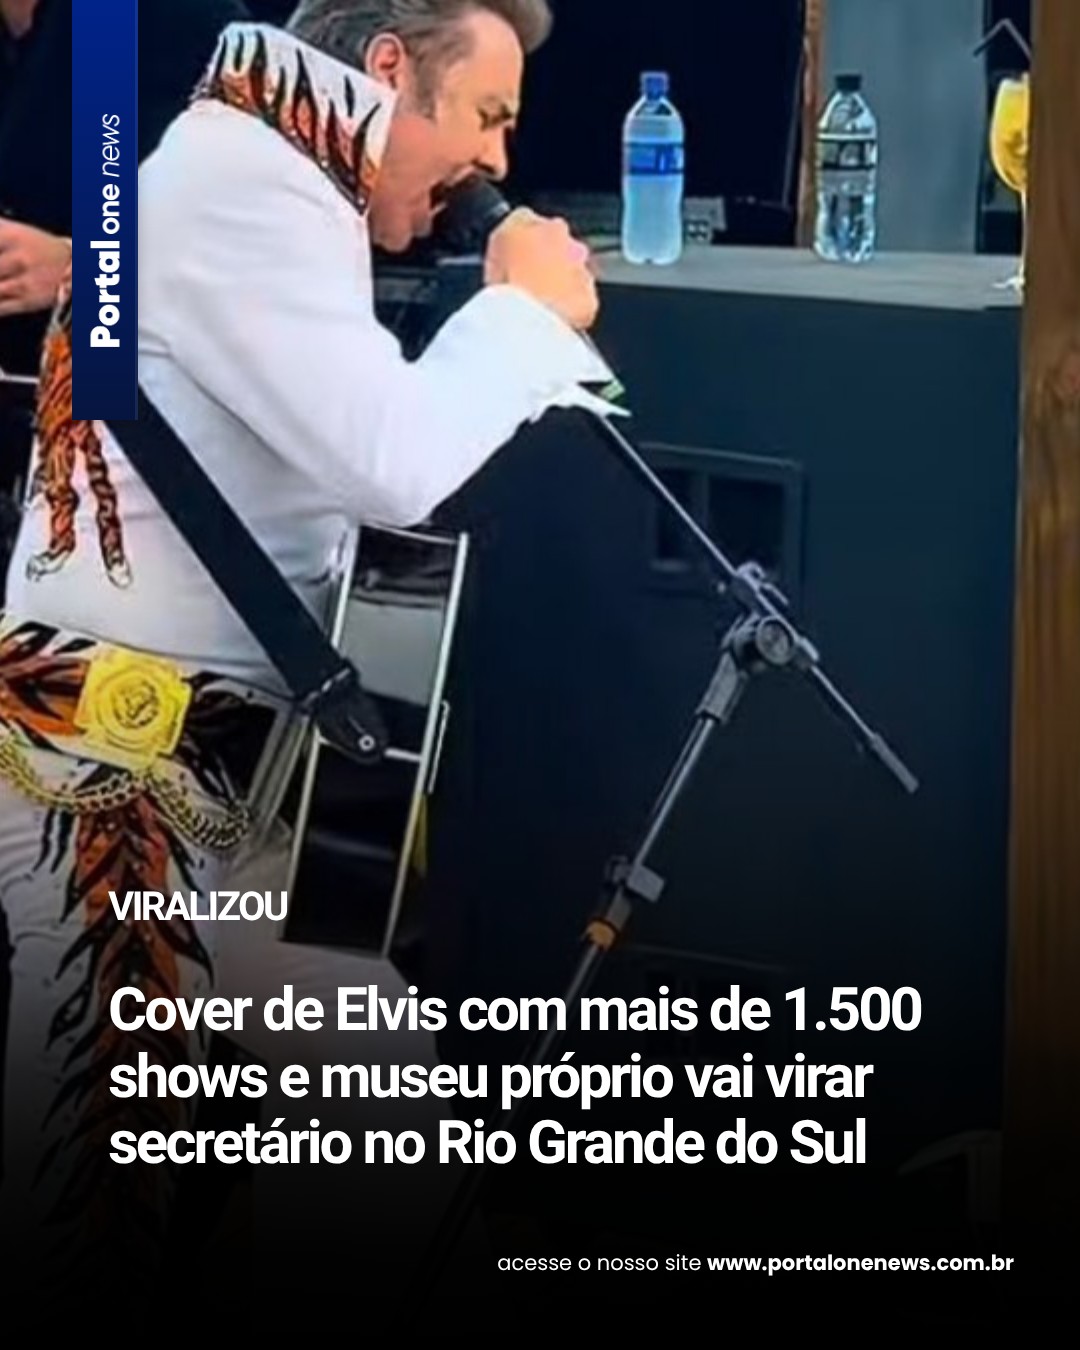 Portal one news
VIRALIZOU
Cover de Elvis com mais de 1.500
shows e museu próprio vai virar
secretário no Rio Grande do Sul
acesse o nosso site www.portalonenews.com.br